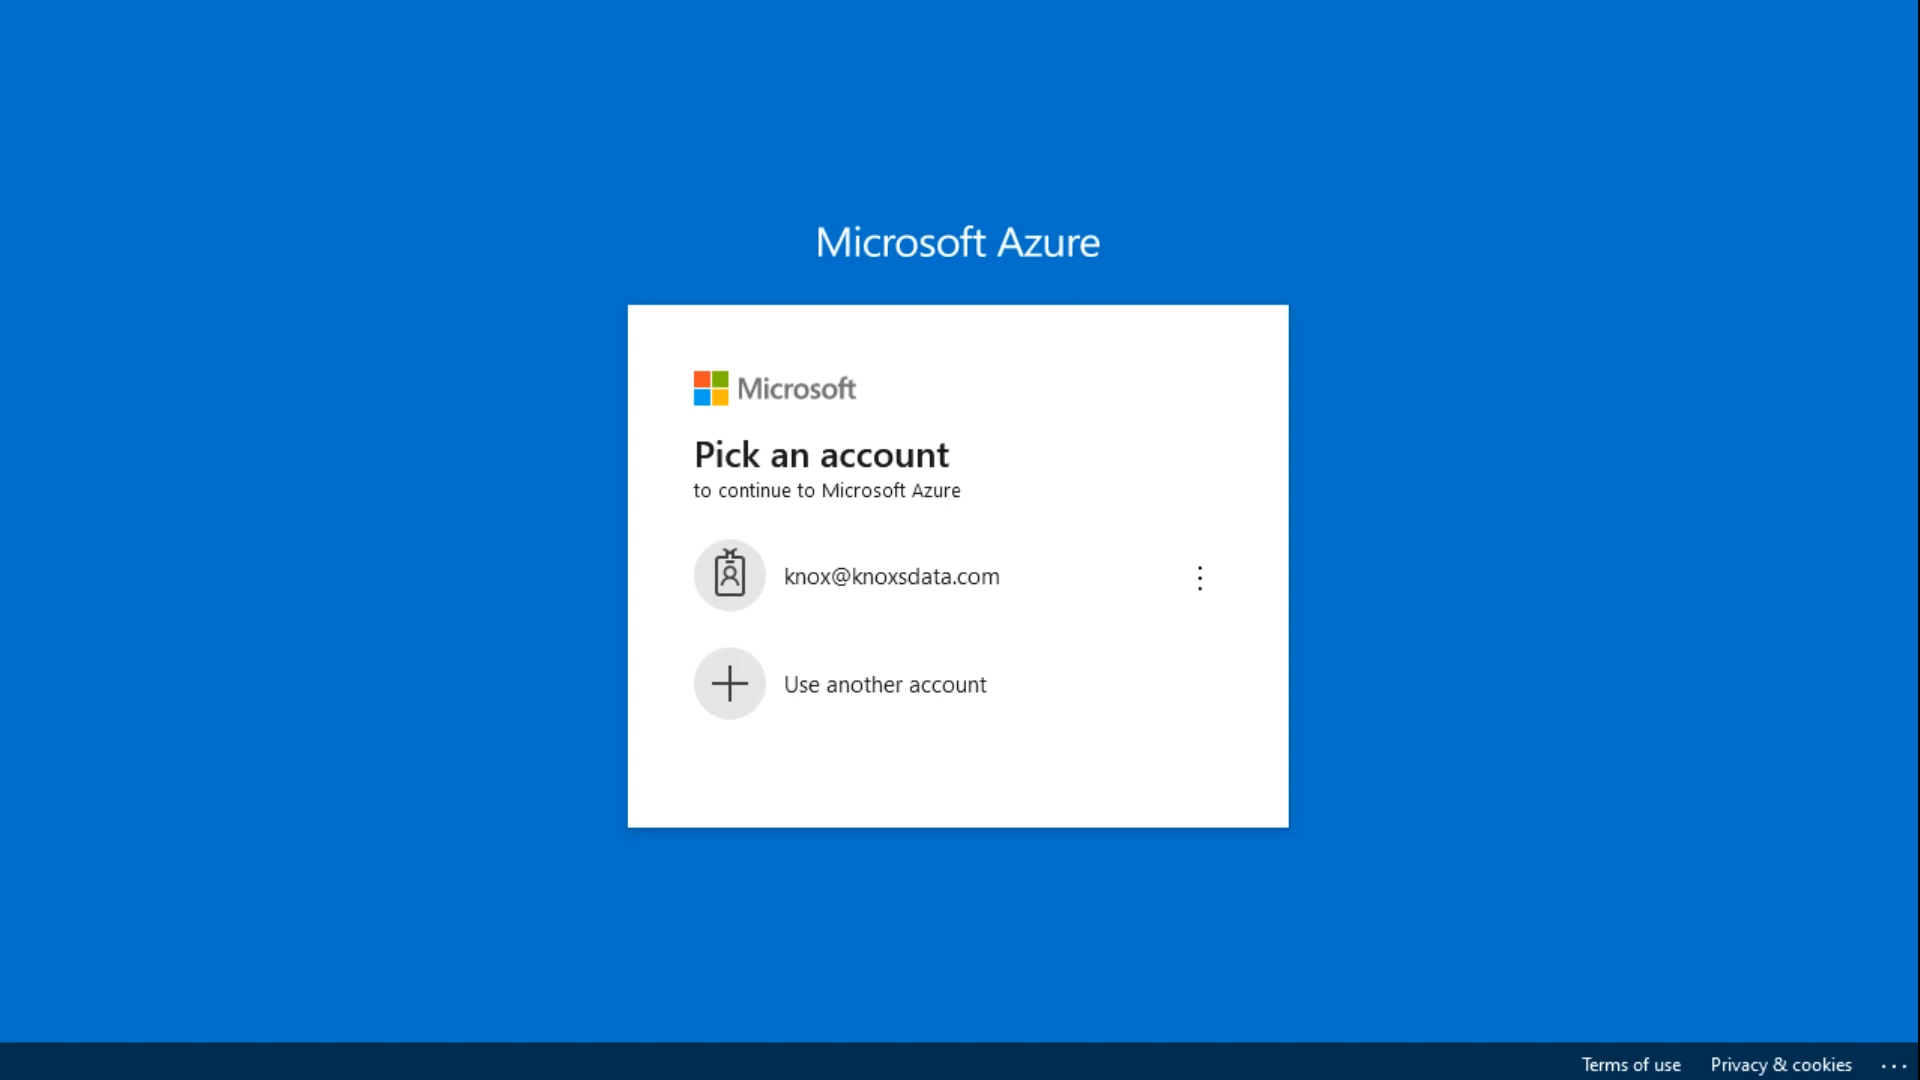 Microsoft Azure
Microsoft
Pick an account
to continue to Microsoft Azure
knox@knoxsdata.com
Use another account
Terms of use
Privacy & cookies